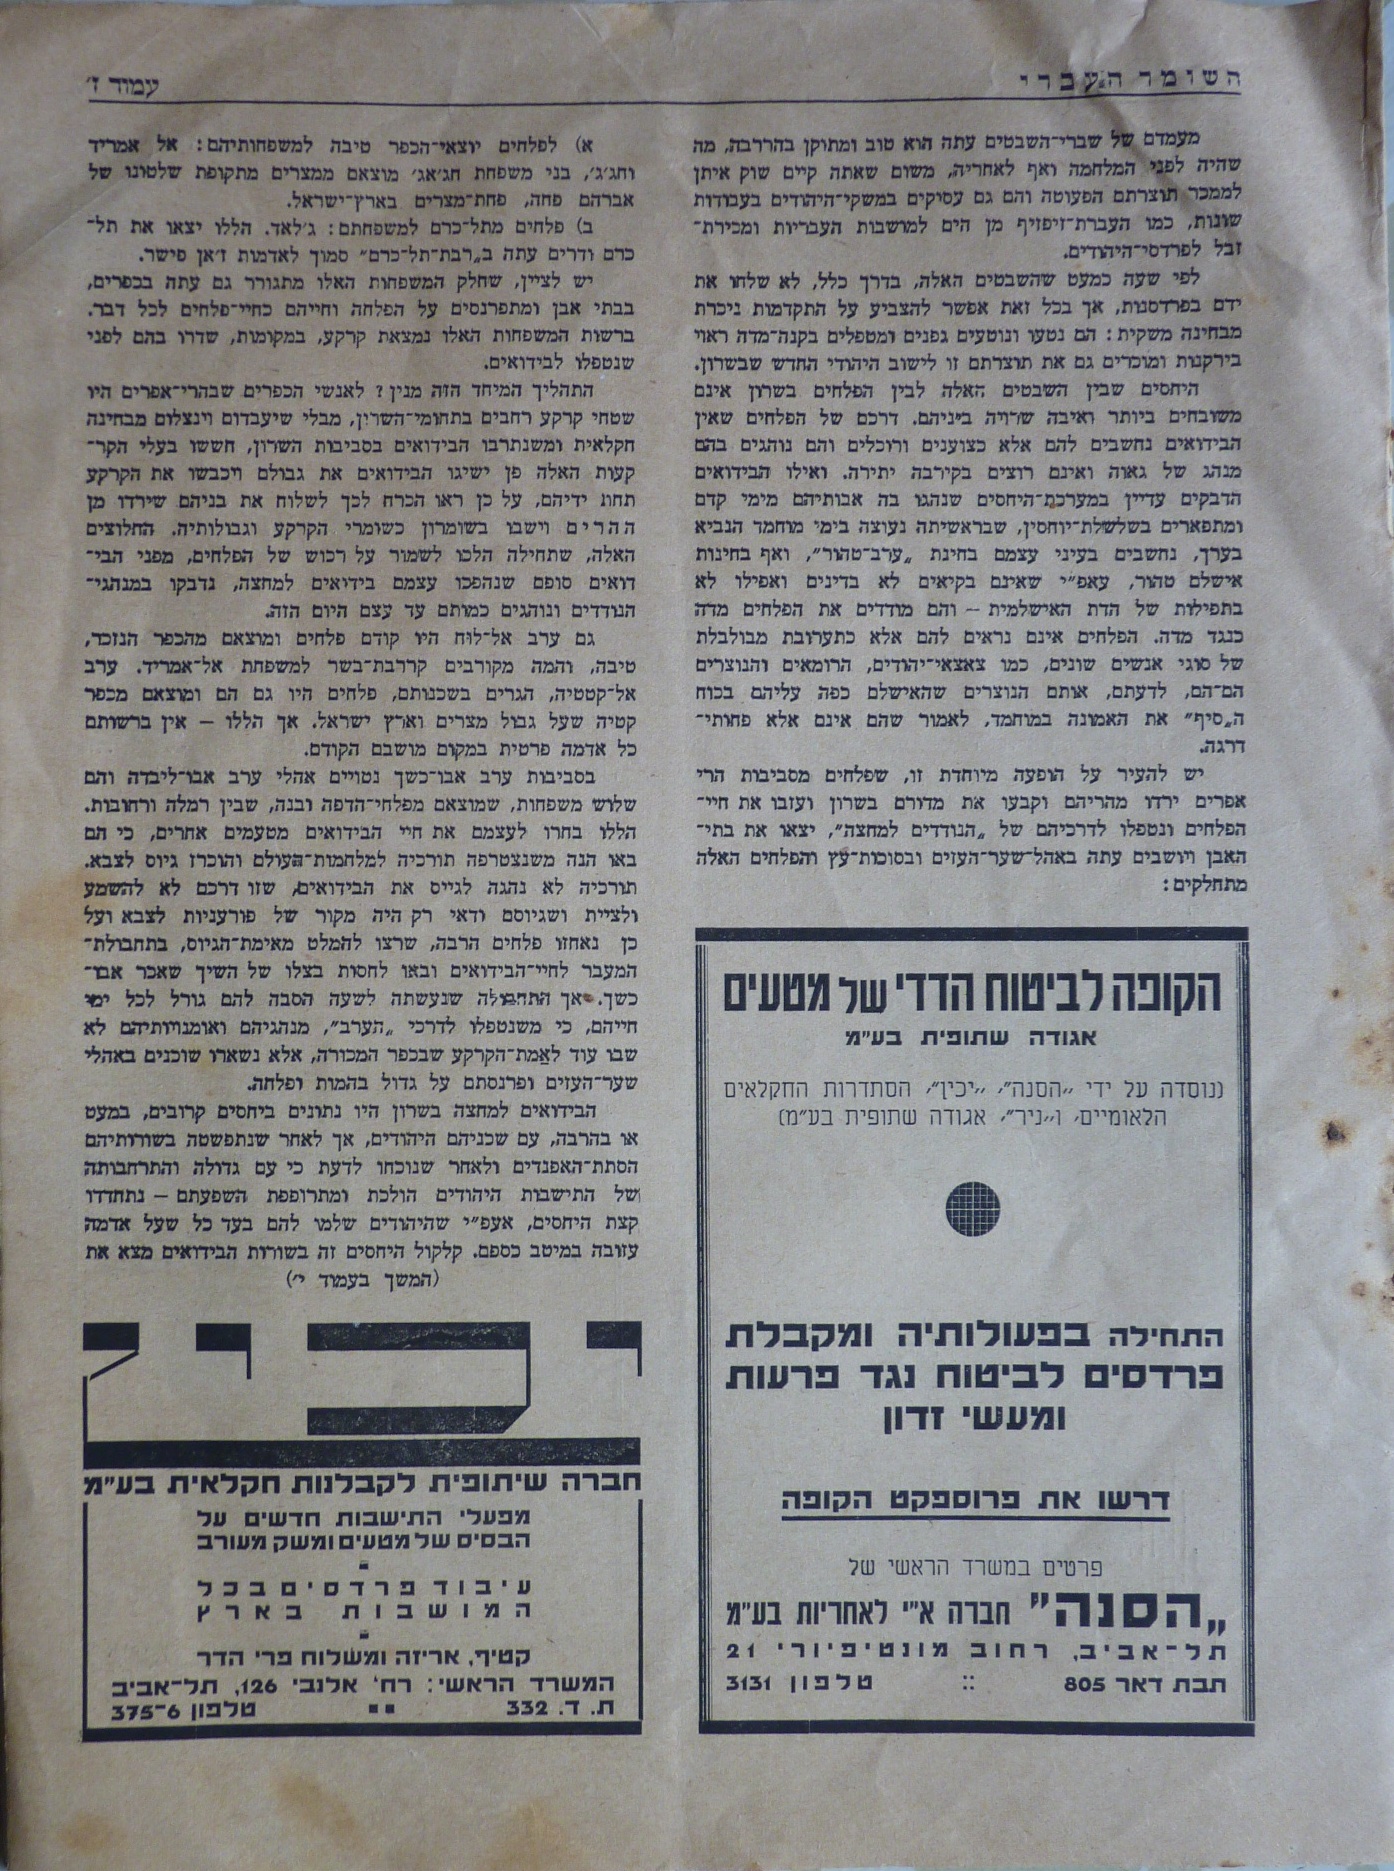 השומר העברי
עמוד ז׳
מעמדם של שברי־השבטים עתה הוא טוב ומתוקן בהררבה, מה
שהיה לפני המלחמה ואף לאחריה, משום שאתה קיים שוק איתן
לממכר תוצרתם הפעוטה והם גם עסיקים במשקי־היהודים בעבודות
שונות, כמו העברת־זיפזיף מן הים למושבות העבריות ומכירת־
זבל לפרדסי־היהודים.
לפי שעה כמעט שהשבטים האלה, בדרך כלל, לא שלחו את
ידם בפרדסנות, אך בכל זאת אפשר להצביע על התקדמות ניכרת
מבחינה משקית: הם נטעו ונוטעים גפנים ומטפלים בקנה־מדה ראוי
בירקנות ומוכרים גם את תוצרתם זו לישוב היהודי החדש שבשרון.
היחסים שבין השבטים האלה לבין הפלחים בשרון אינם
משובחים ביותר ואיבה שרויה ביניהם. דרכם של הפלחים שאין
הבידואים נחשבים להם אלא כצוענים ורוכלים והם נוהגים בהם
מנהג של גאוה ואינם רוצים בקירבה יתירה. ואילו הבידואים
הדבקים עדיין במערכת־היחסים שנהגו בה אבותיהם מימי קדם
ומתפארים בשלשלת־יוחסין, שבראשיתה נעוצה בימי מוחמד הנביא
בערך, נחשבים בעיני עצמם בחינת „ערב־טהור״, ואף בחינות
אישלם טהור, עאפ״י שאינם בקיאים לא בדינים ואפילו לא
בתפילות של הדת האישלמית – והם מודדים את הפלחים מדה
כנגד מדה. הפלחים אינם נראים להם אלא כתערובת מבולבלת
של סוגי אנשים שונים, כמו צאצאי־יהודים, הרומאים והנוצרים
הם־הם, לדעתם, אותם הנוצרים שהאישלם כפה עליהם בכוח
ה„סיף״ את האמונה במוחמד, לאמור שהם אינם אלא פחותי־
דרגה.
יש להעיר על הופעה מיוחדת זו, שפלחים מסביבות הרי
אפרים ירדו מהריהם וקבעו את מדורם בשרון ועזבו את חיי־
הפלחים ונטפלו לדרכיהם של „הנודדים למחצה״, יצאו את בתי־
האבן ויושבים עתה באהל־שער־העזים ובסוכות־עץ והפלחים האלה
מתחלקים:
הקופה לביטוח הדדי של מטעים
אגודה שתופית בע״מ
(נוסדה על ידי ״הסנה״, ״יכין״, הסתדרות החקלאים
הלאומיים, ו״ניר״, אגודה שתופית בע״מ)
התחילה בפעולותיה ומקבלת
פרדסים לביטוח נגד פרעות
ומעשי זדון
דרשו את פרוספקט הקופה
פרטים במשרד הראשי של
„הסנה״ חברה א״י לאחריות בע״מ
תל־אביב, רחוב מונטיפיורי 21
תבת דאר 805 :: טלפון 3131
א) לפלחים יוצאי־הכפר טיבה למשפחותיהם: אל אמריד
וחג׳ג׳, בני משפחת חג׳אג׳ מוצאם ממצרים מתקופת שלטונו של
אברהם פחה, פחת־מצרים בארץ־ישראל.
ב) פלחים מתל־כרם למשפחתם: ג׳לאד. הללו יצאו את תל־
כרם ודרים עתה ב„רבת־תל־כרם״ סמוך לאדמות ז׳אן פישר.
יש לציין, שחלק המשפחות האלו מתגורר גם עתה בכפרים,
בבתי אבן ומתפרנסים על הפלחה וחייהם כחיי־פלחים לכל דבר.
ברשות המשפחות האלו נמצאת קרקע, במקומות, שדרו בהם לפני
שנטפלו לבידואים.
התהליך המיחד הזה מנין? לאנשי הכפרים שבהרי־אפרים היו
שטחי קרקע רחבים בתחומי־השרון, מבלי שיעבדום וינצלום מבחינה
חקלאית ומשנתרבו הבידואים בסביבות השרון, חששו בעלי הקר־
קעות האלה פן ישיגו הבידואים את גבולם ויכבשו את הקרקע
תחת ידיהם, על כן ראו הכרח לכך לשלוח את בניהם שירדו מן
ההרים וישבו בשומרון כשומרי הקרקע וגבולותיה. החלוצים
האלה, שתחילה הלכו לשמור על רכוש של הפלחים, מפני הבי־
דואים סופם שנהפכו עצמם בידואים למחצה, נדבקו במנהגי־
הנודדים ונוהגים כמותם עד עצם היום הזה.
גם ערב אל־לוח היו קודם פלחים ומוצאם מהכפר הנזכר,
טיבה, והמה מקורבים קררבת־בשר למשפחת אל־אמריד. ערב
אל־קטטיה, הגרים בשכנותם, פלחים היו גם הם ומוצאם מכפר
קטיה שעל גבול מצרים וארץ ישראל. אך הללו – אין ברשותם
כל אדמה פרטית במקום מושבם הקודם.
בסביבות ערב אבו־כשך נטויים אהלי ערב אבו־ליבדה והם
שלוש משפחות, שמוצאם מפלחי־הדפה ובנה, שבין רמלה ורחובות.
הללו בחרו לעצמם את חיי הבידואים מטעמים אחרים, כי הם
באו הנה משנצטרפה תורכיה למלחמות־העולם והוכרז גיוס לצבא.
תורכיה לא נהגה לגייס את הבידואים, שזו דרכם לא להשמע
ולציית ושגיוסם ודאי רק היה מקור של פורעניות לצבא ועל
כן נאחזו פלחים הרבה, שרצו להמלט מאימת־הגיוס, בתחבולת־
המעבר לחיי־הבידואים ובאו לחסות בצלו של השיך שאכר אבו־
כשך. אך התחבולה שנעשתה לשעה הסבה להם גורל לכל ימי
חייהם, כי משנטפלו לדרכי „הערב״, מנהגיהם ואומנויותיהם לא
שבו עוד לאמת־הקרקע שבכפר המכורה, אלא נשארו שוכנים באהלי
שער־העזים ופרנסתם על גדול בהמות ופלחה.
הבידואים למחצה בשרון היו נתונים ביחסים קרובים, במעט
או בהרבה, עם שכניהם היהודים, אך לאחר שנתפשטה בשורותיהם
הסתת־האפנדים ולאחר שנוכחו לדעת כי עם גדולה והתרחבותה
של התישבות היהודים הולכת ומתרופפת השפעתם – נתחדדו
קצת היחסים, אעפ״י שהיהודים שלמו להם בעד כל שעל אדמה
עזובה במיטב כספם. קלקול היחסים זה בשורות הבידואים מצא את
(המשך בעמוד י׳)
יכין
חברה שיתופית לקבלנות חקלאית בע״מ
מפעלי התישבות חדשים על
הבסיס של מטעים ומשק מעורב
עיבוד פרדסים בכל
המושבות בארץ
קטיף, אריזה ומשלוח פרי הדר
המשרד הראשי: רח׳ אלנבי 126, תל־אביב
ת. ד. 332 טלפון 6־375